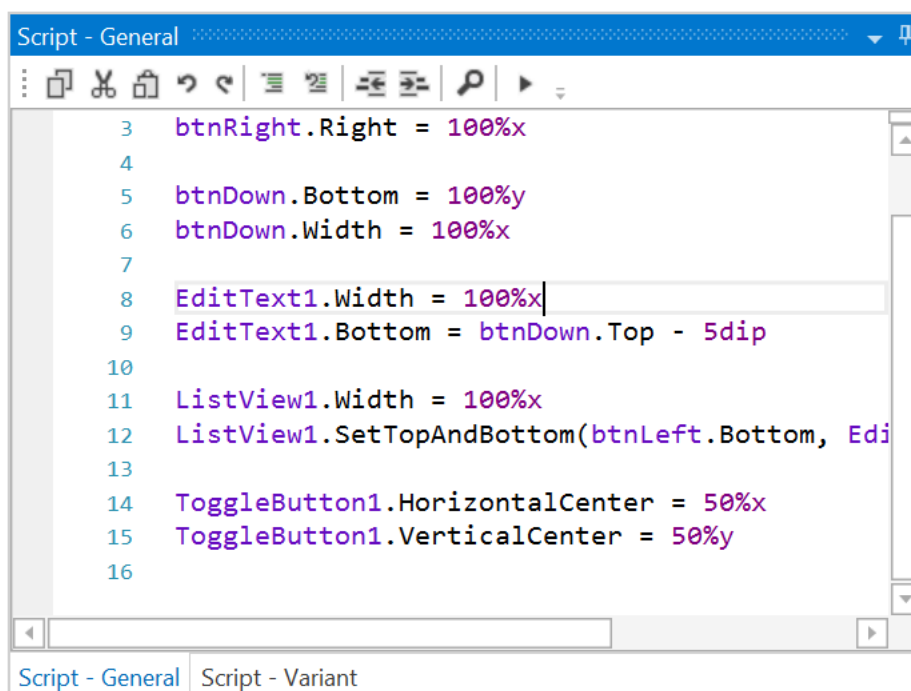 Script - General
3 btnRight.Right = 100%x
4
5 btnDown.Bottom = 100%y
6 btnDown.Width = 100%x
7
8 EditText1.Width = 100%x
9 EditText1.Bottom = btnDown.Top - 5dip
10
11 ListView1.Width = 100%x
12 ListView1.SetTopAndBottom(btnLeft.Bottom, Edi
13
14 ToggleButton1.HorizontalCenter = 50%x
15 ToggleButton1.VerticalCenter = 50%y
16
Script - General Script - Variant